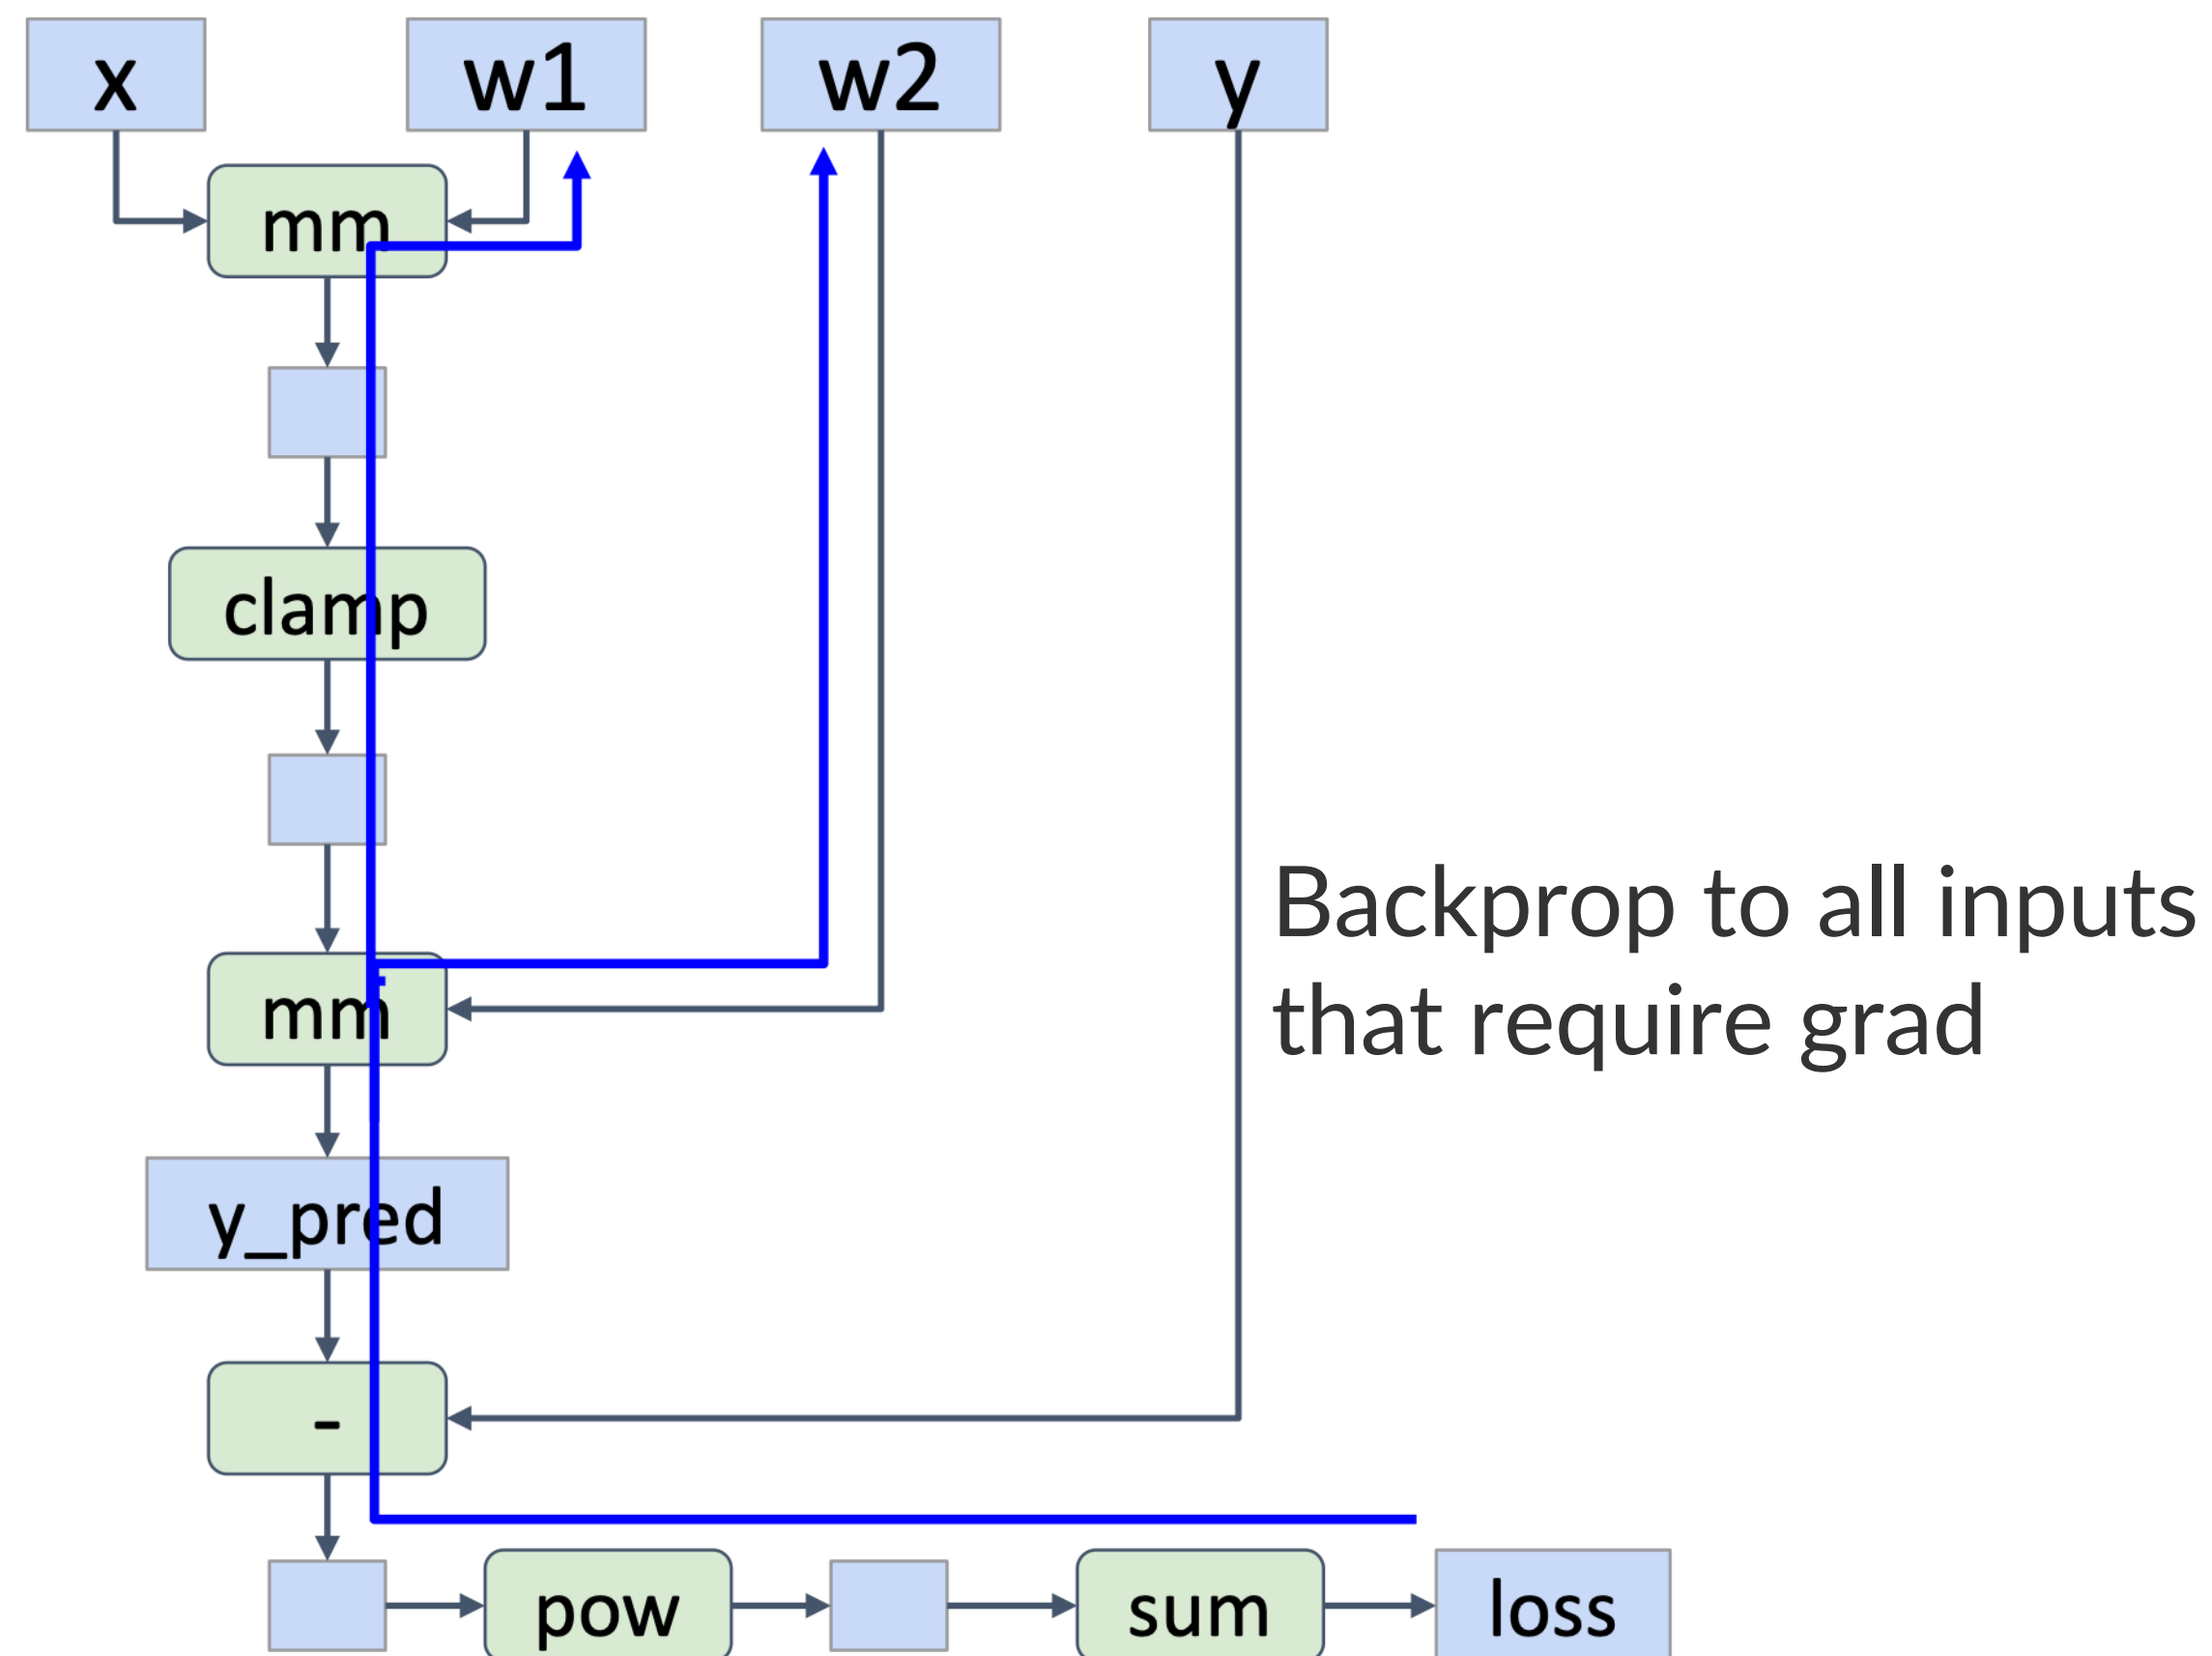 x
w1
w2
y
mm
clamp
mm
Backprop to all inputs
that require grad
y_pred
-
pow
sum
loss